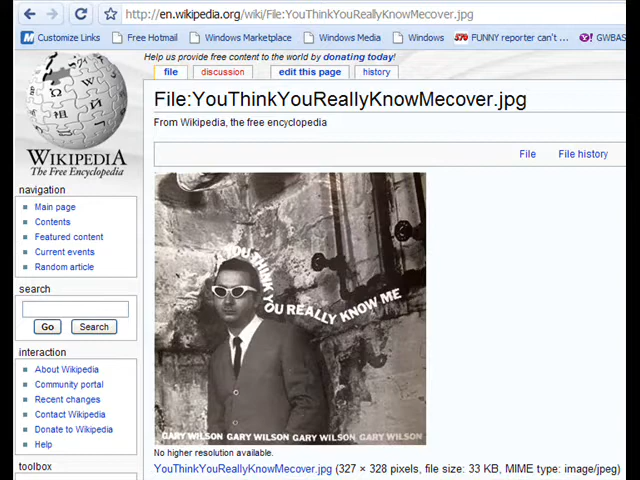 http://en.wikipedia.org/wiki/File:YouThinkYouReallyKnowMecover.jpg
Customize Links Free Hotmail Windows Marketplace Windows Media Windows FUNNY reporter can't ... GWBAS
Help us provide free content to the world by donating today!
file discussion edit this page history
File:YouThinkYouReallyKnowMecover.jpg
From Wikipedia, the free encyclopedia
File File history
WIKIPEDIA
The Free Encyclopedia
navigation
Main page
Contents
Featured content
Current events
Random article
search
Go Search
interaction
About Wikipedia
Community portal
Recent changes
Contact Wikipedia
Donate to Wikipedia
Help
toolbox
YOU THINK YOU REALLY KNOW ME
GARY WILSON GARY WILSON GARY WILSON GARY WILSON
No higher resolution available.
YouThinkYouReallyKnowMecover.jpg (327 × 328 pixels, file size: 33 KB, MIME type: image/jpeg)